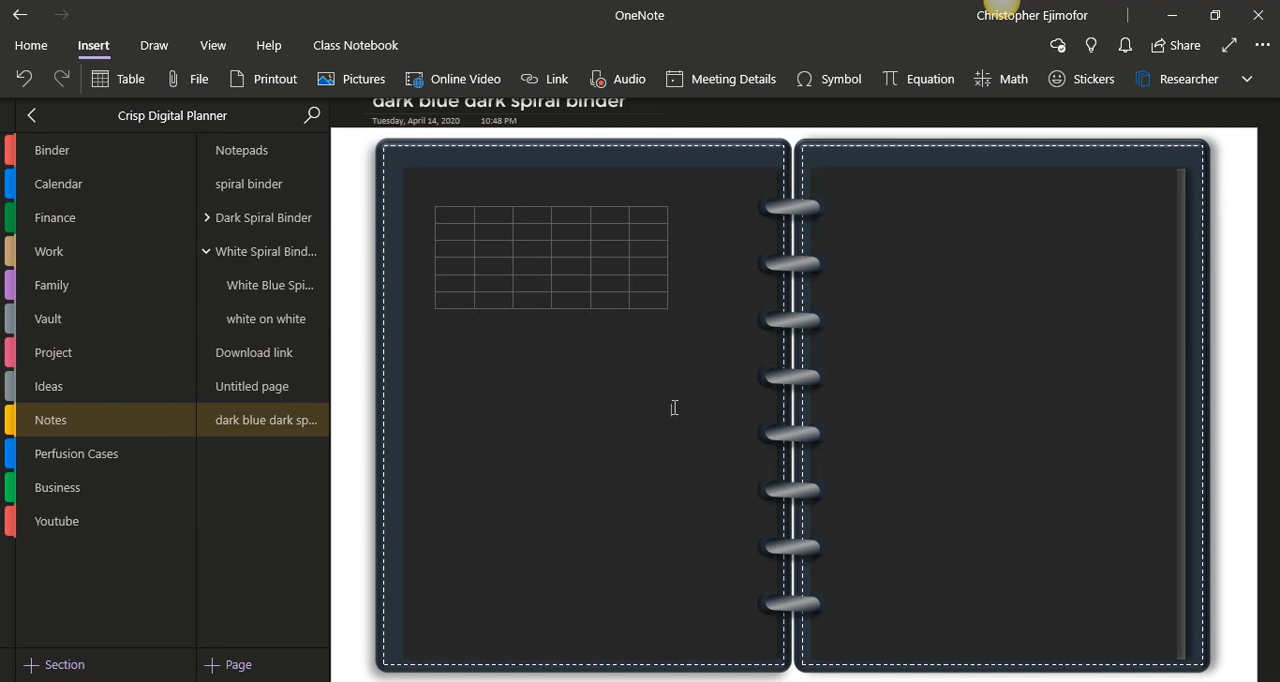 OneNote
Christopher Ejimofor
Home Insert Draw View Help Class Notebook
Share
Table File Printout Pictures Online Video Link Audio Meeting Details Symbol Equation Math Stickers Researcher
Crisp Digital Planner
Binder
Calendar
Finance
Work
Family
Vault
Project
Ideas
Notes
Perfusion Cases
Business
Youtube
Section
Notepads
spiral binder
Dark Spiral Binder
White Spiral Bind...
White Blue Spi...
white on white
Download link
Untitled page
dark blue dark sp...
Page
dark blue dark spiral binder
Tuesday, April 14, 2020 10:48 PM